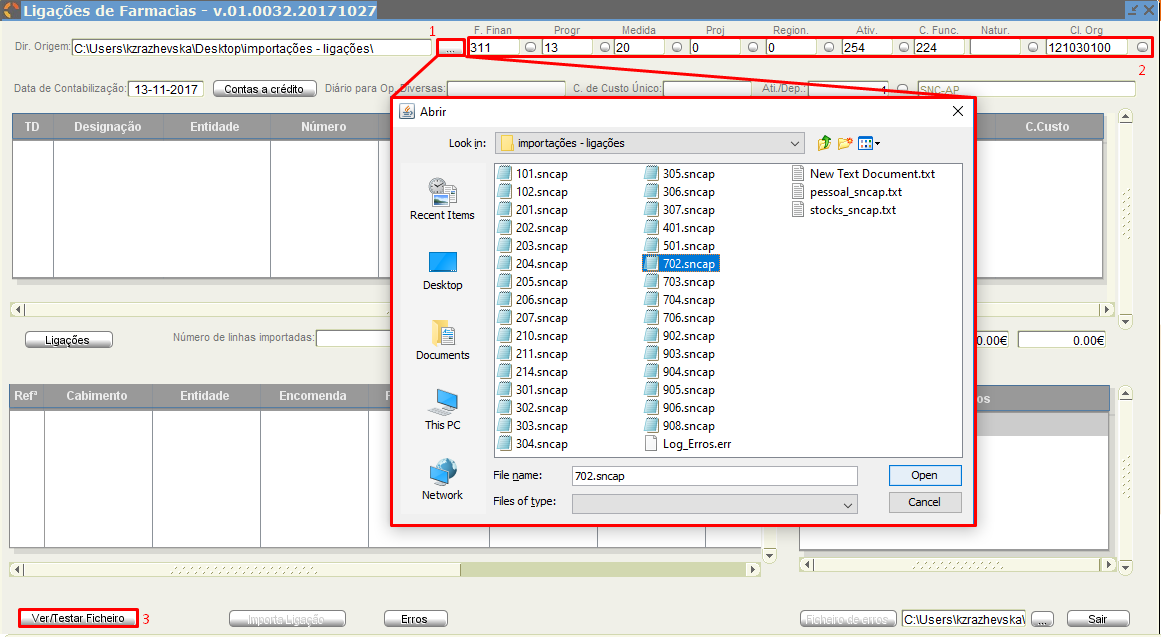 Ligações de Farmacias - v.01.0032.20171027
1
F. Finan Progr Medida Proj Region. Ativ. C. Func. Natur. Cl. Org
Dir. Origem: C:\Users\kzrazhevska\Desktop\importações - ligações\ ... 311 13 20 0 0 254 224 121030100
2
Data de Contabilização: 13-11-2017 Contas a crédito Diário para Op. Diversas: C. de Custo Único: Ati./Dep.: SNC-AP
TD Designação Entidade Número C.Custo
Abrir
Look in: importações - ligações
Recent Items
Desktop
Documents
This PC
Network
101.sncap
102.sncap
201.sncap
202.sncap
203.sncap
204.sncap
205.sncap
206.sncap
207.sncap
210.sncap
211.sncap
214.sncap
301.sncap
302.sncap
303.sncap
304.sncap
305.sncap
306.sncap
307.sncap
401.sncap
501.sncap
702.sncap
703.sncap
704.sncap
706.sncap
902.sncap
903.sncap
904.sncap
905.sncap
906.sncap
908.sncap
Log_Erros.err
New Text Document.txt
pessoal_sncap.txt
stocks_sncap.txt
File name: 702.sncap Open
Files of type: Cancel
Ligações Número de linhas importadas: 0.00€ 0.00€
Refª Cabimento Entidade Encomenda
Ver/Testar Ficheiro 3 Importa Ligação Erros Ficheiro de erros C:\Users\kzrazhevska\ ... Sair